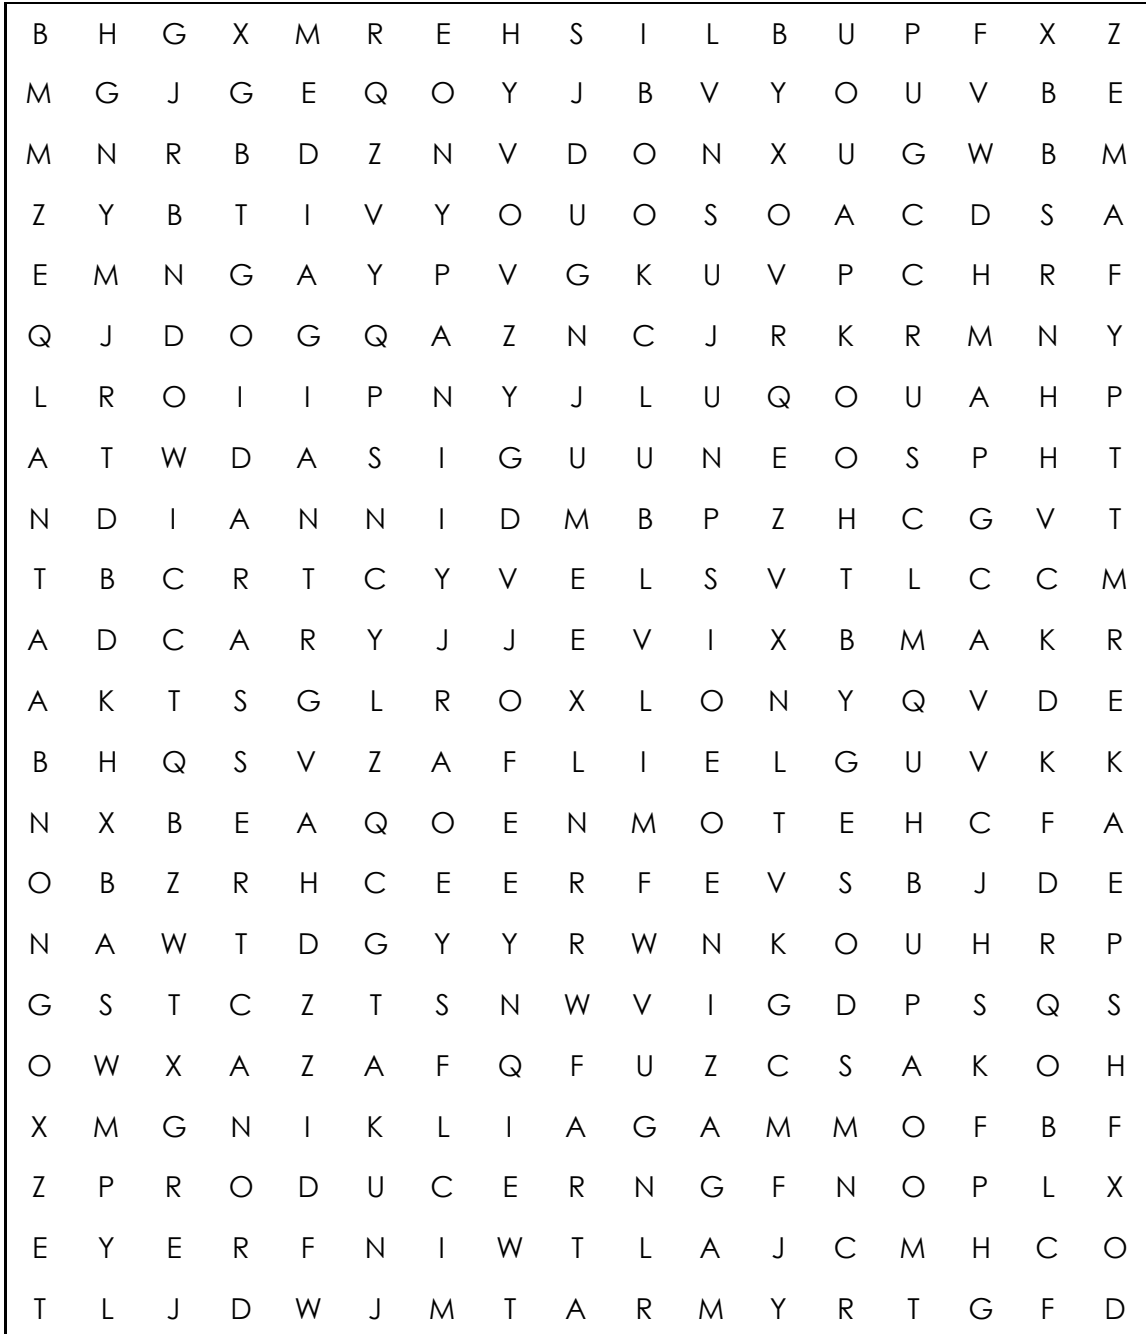 B H G X M R E H S I L B U P F X Z
M G J G E Q O Y J B V Y O U V B E
M N R B D Z N V D O N X U G W B M
Z Y B T I V Y O U O S O A C D S A
E M N G A Y P V G K U V P C H R F
Q J D O G Q A Z N C J R K R M N Y
L R O I I P N Y J L U Q O U A H P
A T W D A S I G U U N E O S P H T
N D I A N N I D M B P Z H C G V T
T B C R T C Y V E L S V T L C C M
A D C A R Y J J E V I X B M A K R
A K T S G L R O X L O N Y Q V D E
B H Q S V Z A F L I E L G U V K K
N X B E A Q O E N M O T E H C F A
O B Z R H C E E R F E V S B J D E
N A W T D G Y Y R W N K O U H R P
G S T C Z T S N W V I G D P S Q S
O W X A Z A F Q F U Z C S A K O H
X M G N I K L I A G A M M O F B F
Z P R O D U C E R N G F N O P L X
E Y E R F N I W T L A J C M H C O
T L J D W J M T A R M Y R T G F D